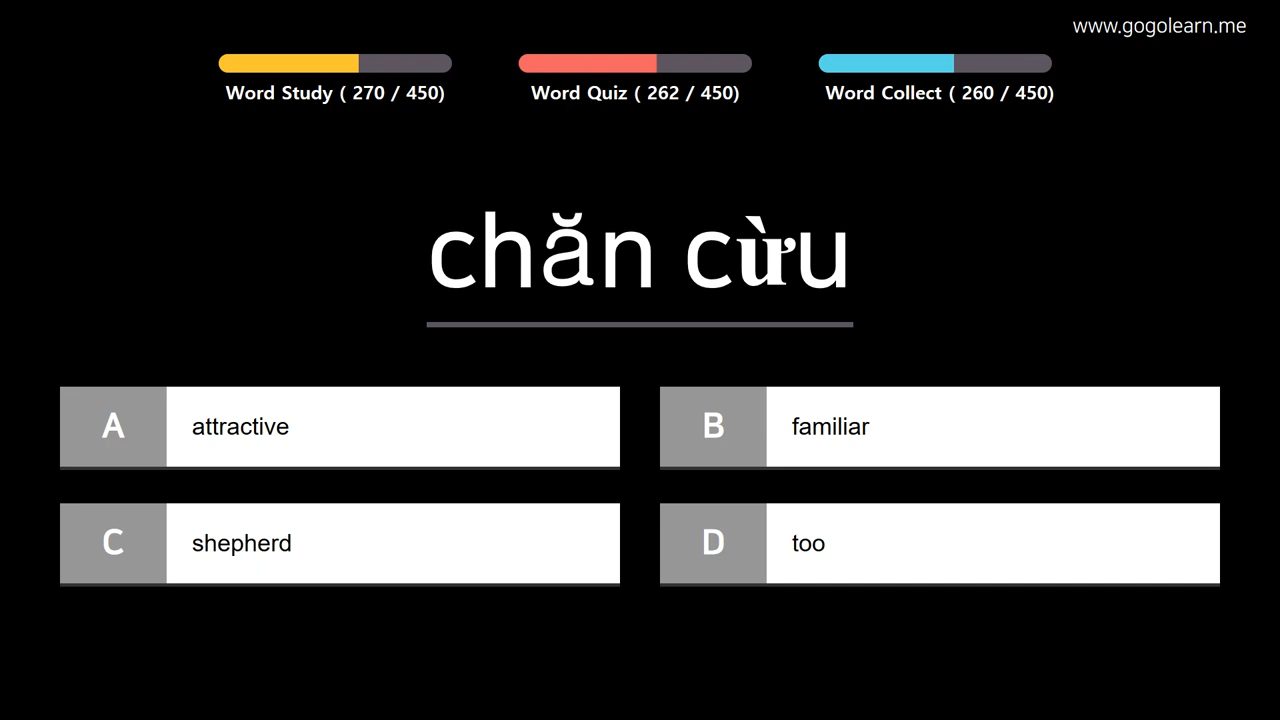 www.gogolearn.me
Word Study ( 270 / 450)
Word Quiz ( 262 / 450)
Word Collect ( 260 / 450)
chăn cừu
A attractive
B familiar
C shepherd
D too